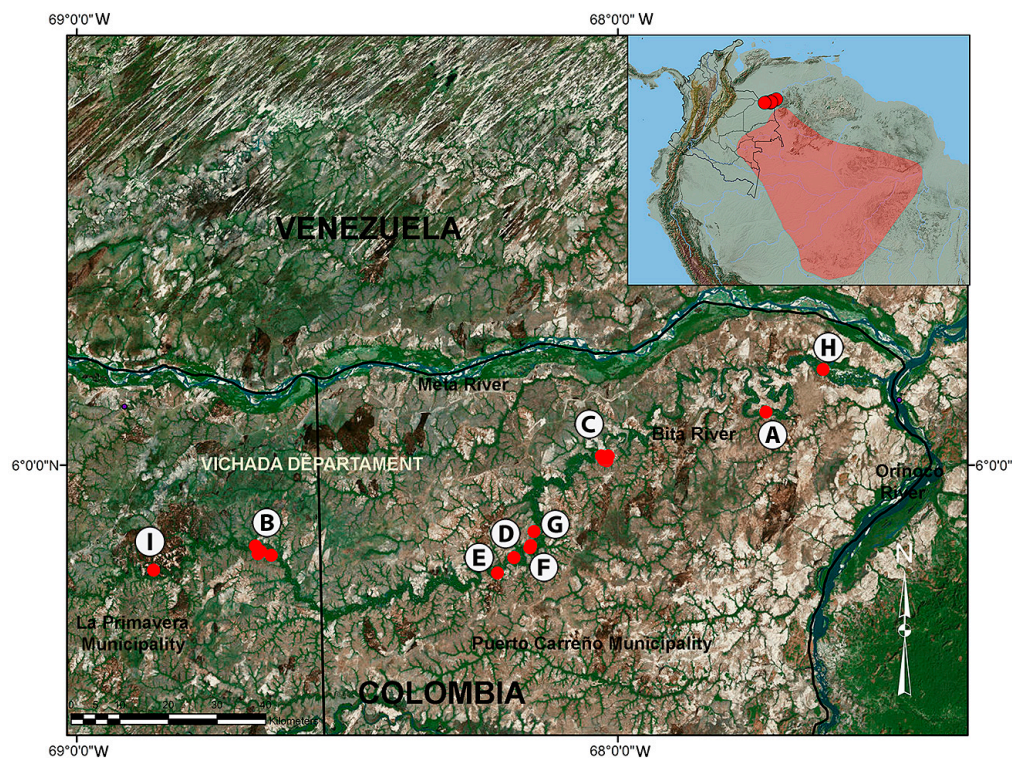 69°0'0"W
68°0'0"W
VENEZUELA
H
Meta River
A
C
Bita River
6°0'0"N
6°0'0"N
VICHADA DEPARTAMENT
Orinoco
River
B
I
D
G
E
F
N
La Primavera
Municipality
Puerto Carreño Municipality
COLOMBIA
0 5 10 20 30 40
Kilometers
69°0'0"W
68°0'0"W